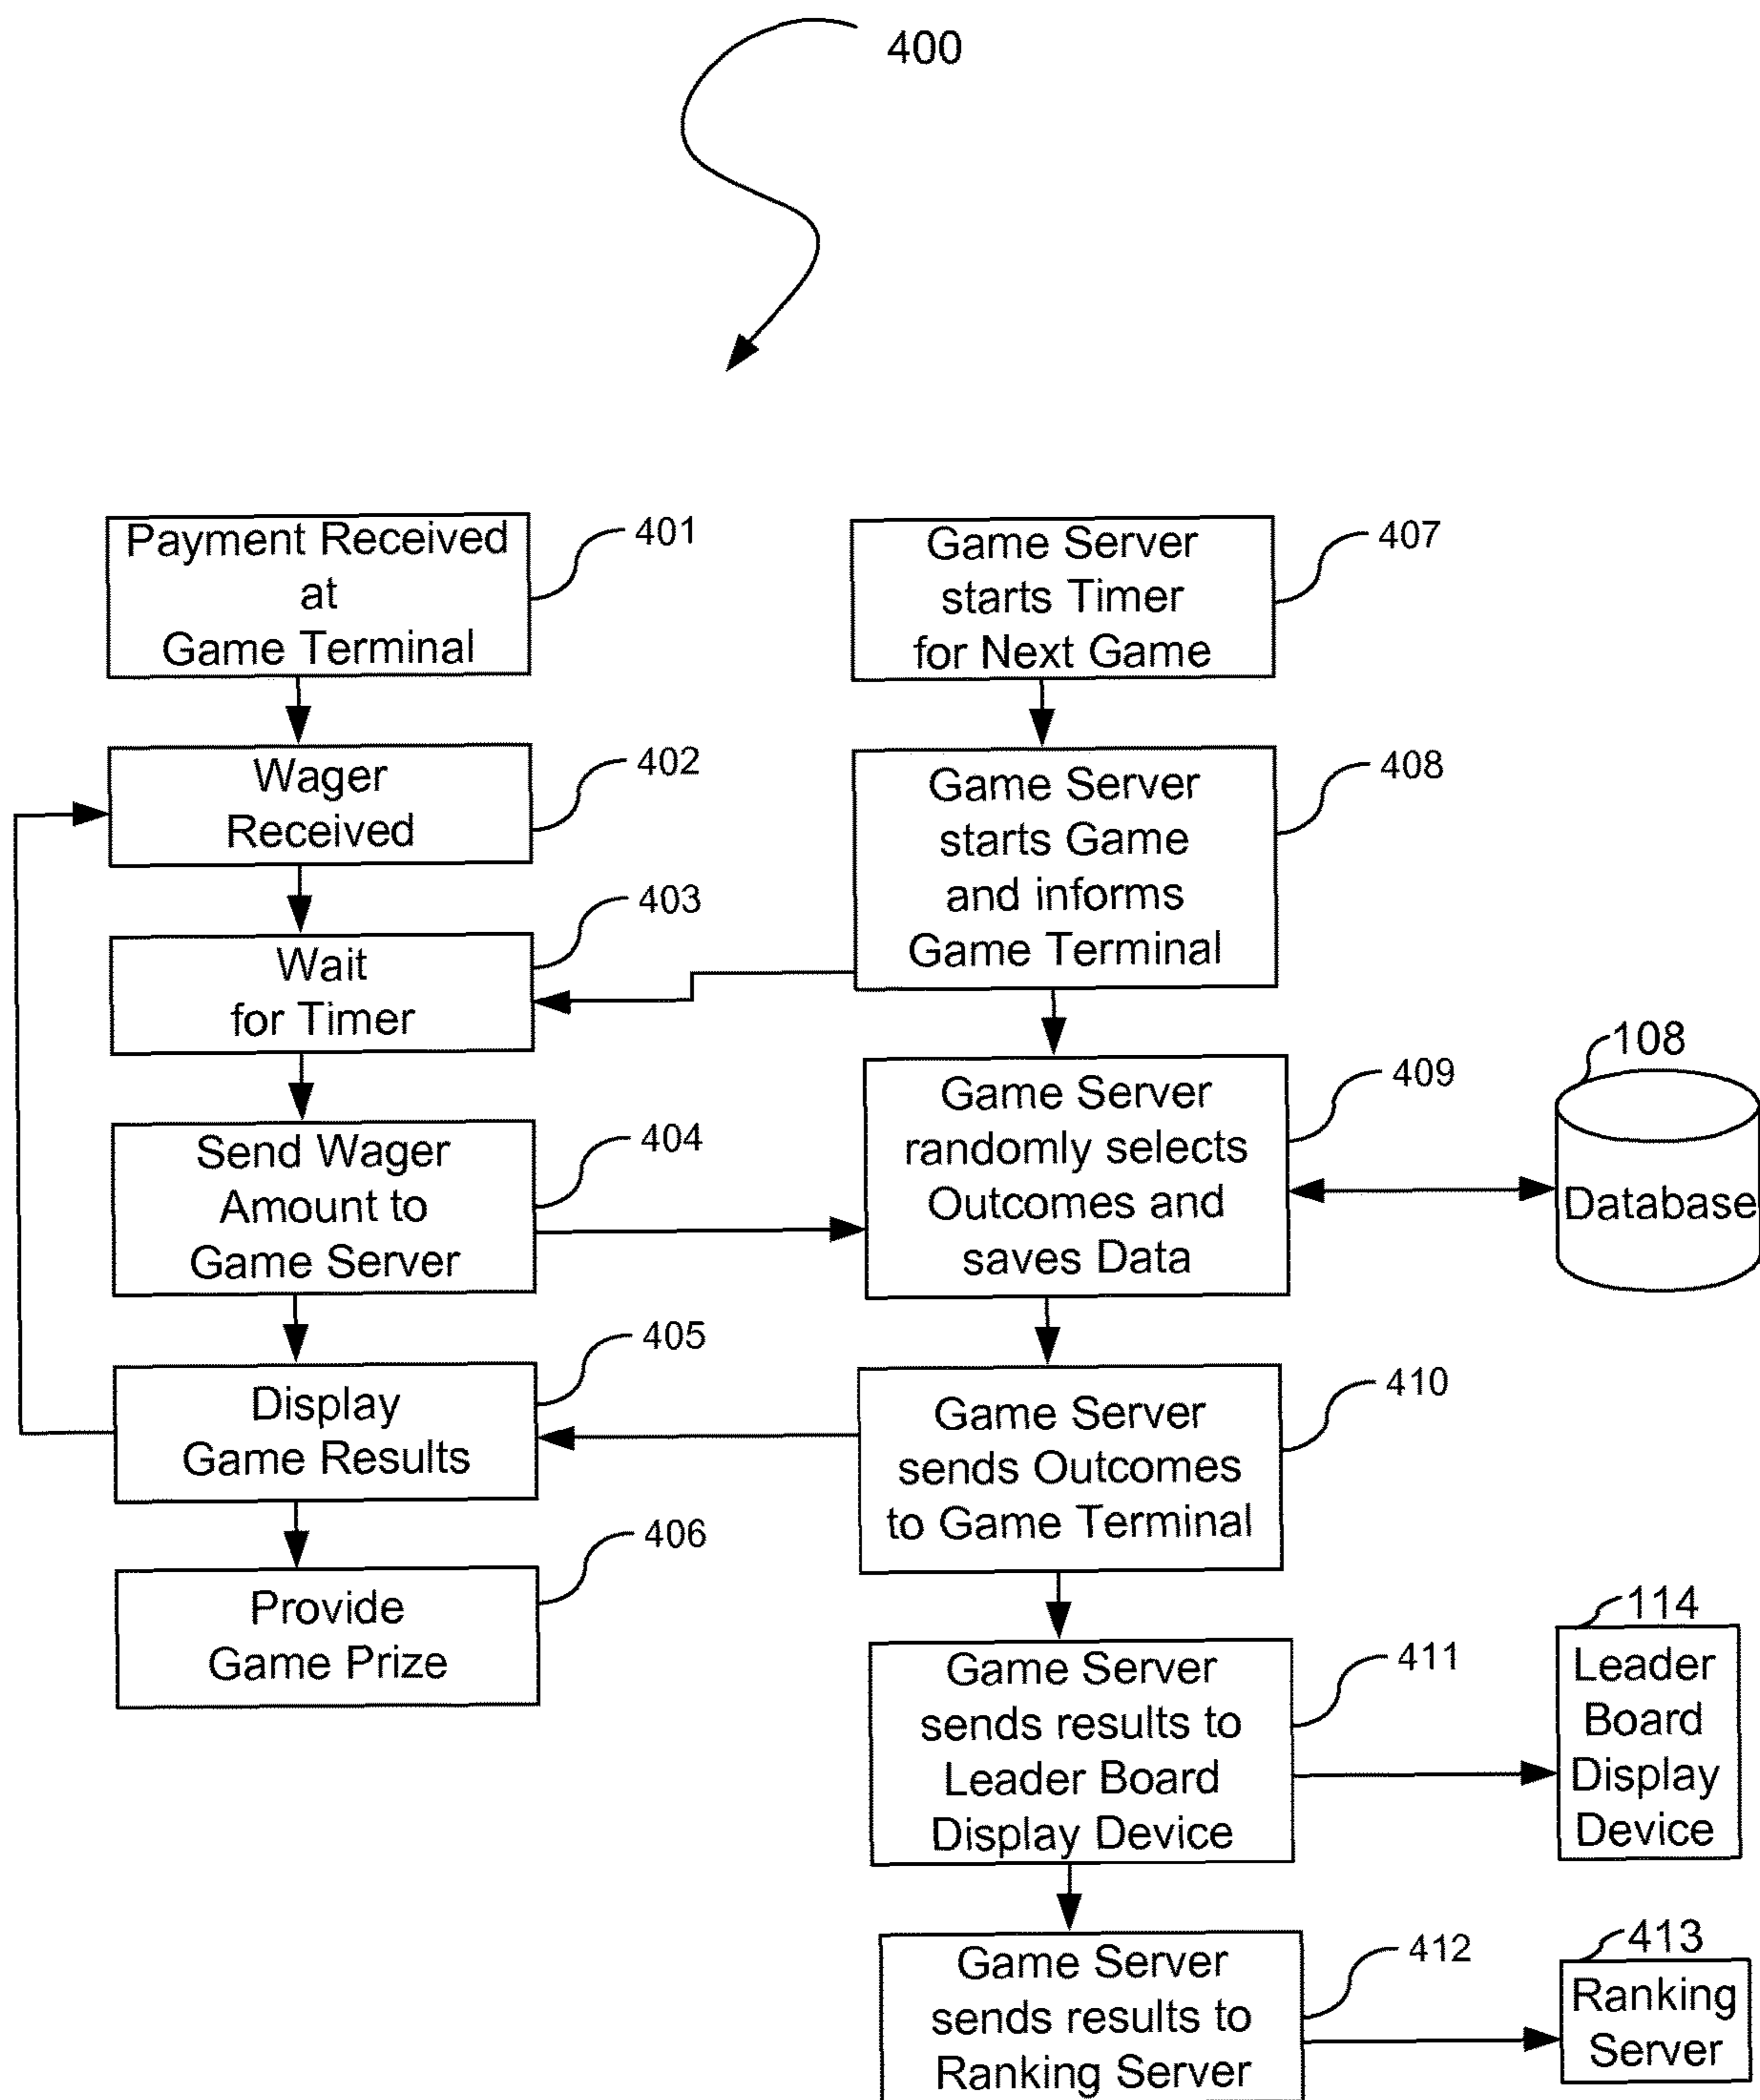 400
Payment Received
at
Game Terminal
401
Wager
Received
402
Wait
for Timer
403
Send Wager
Amount to
Game Server
404
Display
Game Results
405
Provide
Game Prize
406
Game Server
starts Timer
for Next Game
407
Game Server
starts Game
and informs
Game Terminal
408
Game Server
randomly selects
Outcomes and
saves Data
409
108
Database
Game Server
sends Outcomes
to Game Terminal
410
Game Server
sends results to
Leader Board
Display Device
411
114
Leader
Board
Display
Device
Game Server
sends results to
Ranking Server
412
413
Ranking
Server